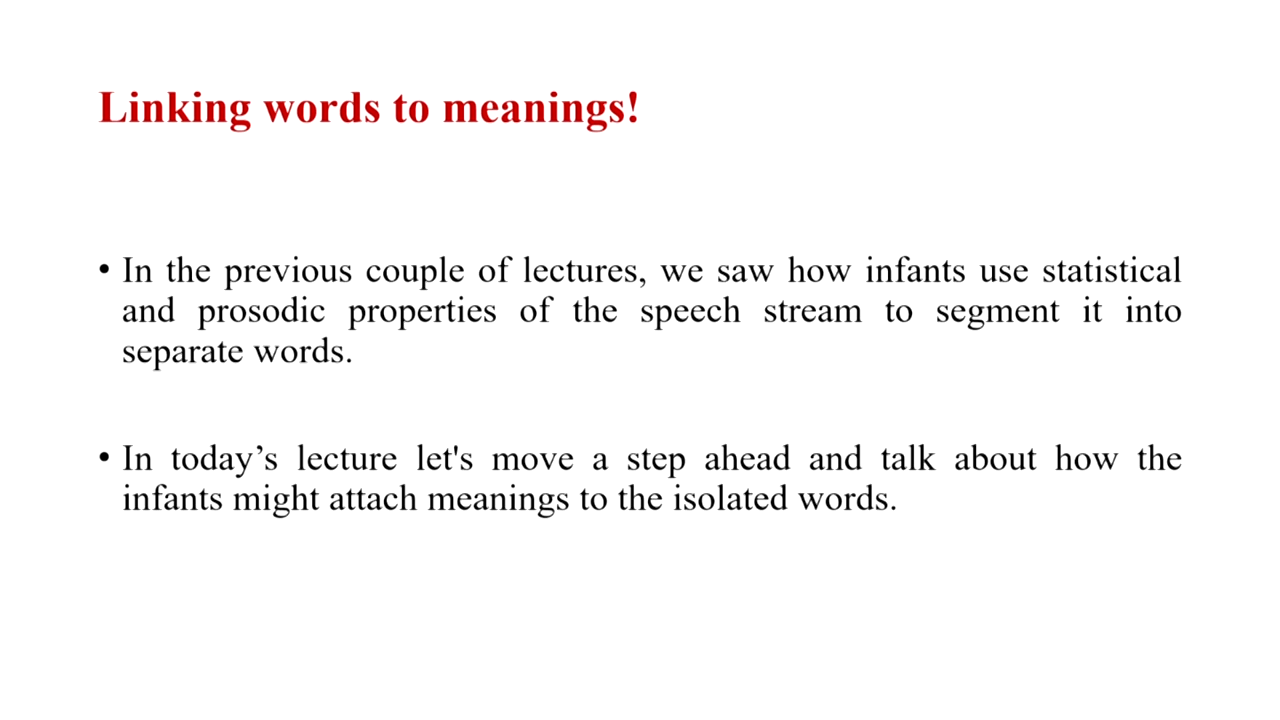 Linking words to meanings!
• In the previous couple of lectures, we saw how infants use statistical
and prosodic properties of the speech stream to segment it into
separate words.
• In today’s lecture let's move a step ahead and talk about how the
infants might attach meanings to the isolated words.